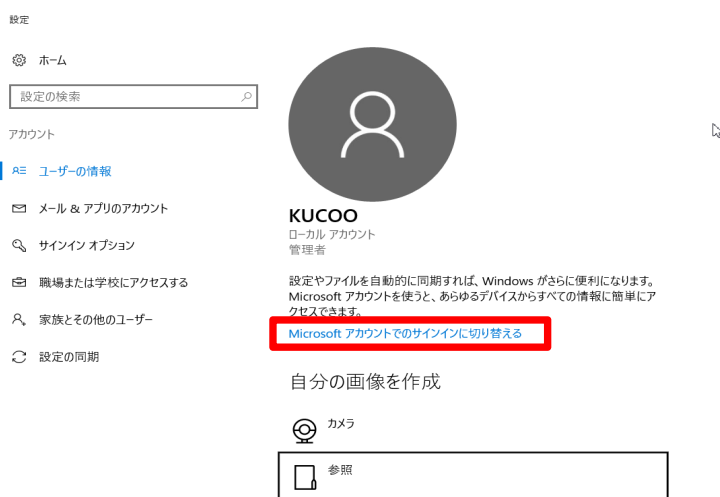 設定
ホーム
設定の検索
アカウント
ユーザーの情報
メール & アプリのアカウント
サインイン オプション
職場または学校にアクセスする
家族とその他のユーザー
設定の同期
KUCOO
ローカル アカウント
管理者
設定やファイルを自動的に同期すれば、Windows がさらに便利になります。
Microsoft アカウントを使うと、あらゆるデバイスからすべての情報に簡単にア
クセスできます。
Microsoft アカウントでのサインインに切り替える
自分の画像を作成
カメラ
参照